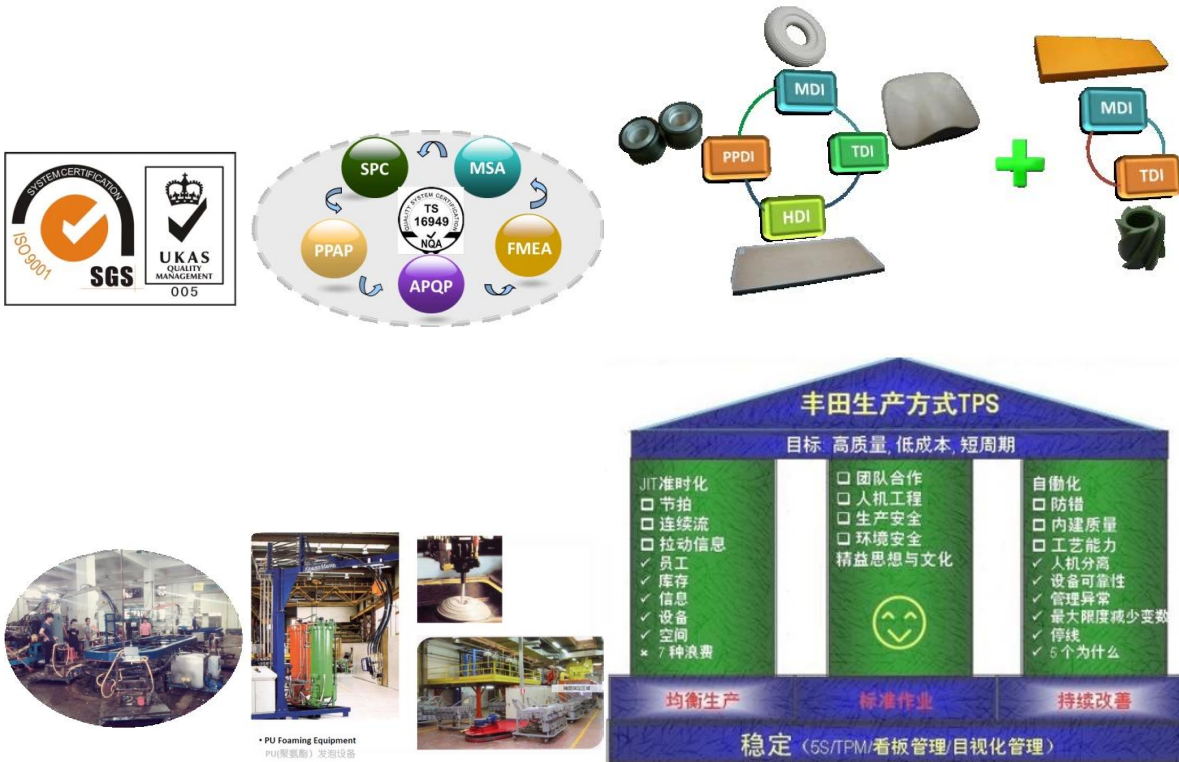 SYSTEM CERTIFICATION
ISO 9001
SGS
UKAS
QUALITY
MANAGEMENT
005
SPC
MSA
QUALITY SYSTEM CERTIFICATION
TS
16949
NQA
PPAP
FMEA
APQP
MDI
PPDI
TDI
HDI
MDI
TDI
• PU Foaming Equipment
PU(聚氨酯）发泡设备
丰田生产方式TPS
目标 高质量, 低成本, 短周期
JIT准时化
□ 节拍
□ 连续流
□ 拉动信息
✓ 员工
✓ 库存
✓ 信息
✓ 设备
✓ 空间
× 7种浪费
□ 团队合作
□ 人机工程
□ 生产安全
□ 环境安全
精益思想与文化
自働化
□ 防错
□ 内建质量
□ 工艺能力
✓ 人机分离
✓ 设备可靠性
✓ 管理异常
✓ 最大限度减少变数
✓ 停线
✓ 5个为什么
均衡生产
标准作业
持续改善
稳定（5S/TPM/看板管理/目视化管理）